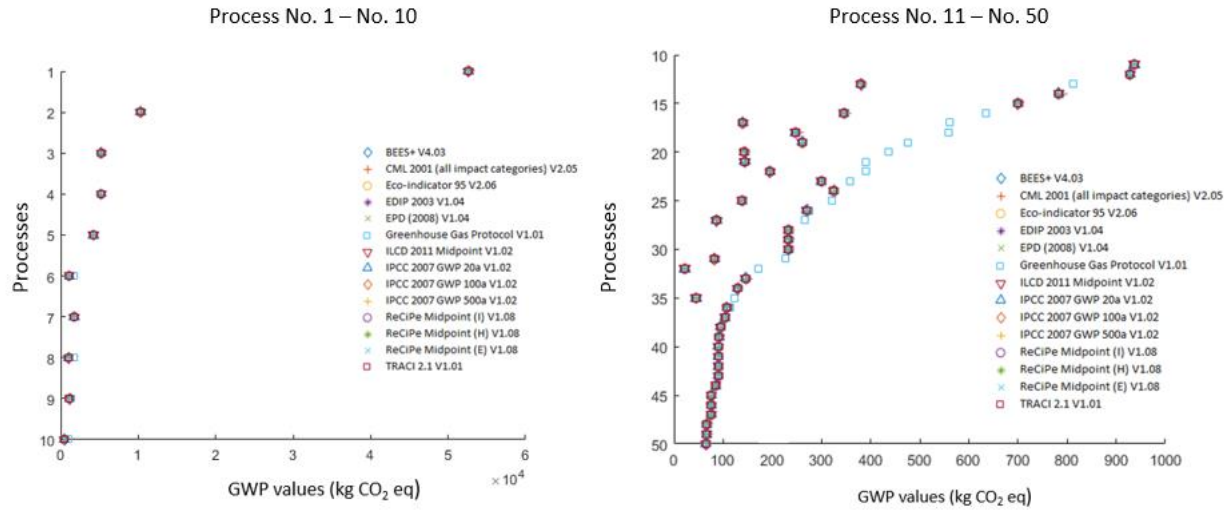 Process No. 1 – No. 10
1
2
3
4
5
6
7
8
9
10
Processes
0
1
2
3
4
5
6
× 10⁴
GWP values (kg CO₂ eq)
BEES+ V4.03
CML 2001 (all impact categories) V2.05
Eco-indicator 95 V2.06
EDIP 2003 V1.04
EPD (2008) V1.04
Greenhouse Gas Protocol V1.01
ILCD 2011 Midpoint V1.02
IPCC 2007 GWP 20a V1.02
IPCC 2007 GWP 100a V1.02
IPCC 2007 GWP 500a V1.02
ReCiPe Midpoint (I) V1.08
ReCiPe Midpoint (H) V1.08
ReCiPe Midpoint (E) V1.08
TRACI 2.1 V1.01
Process No. 11 – No. 50
10
15
20
25
30
35
40
45
50
Processes
0
100
200
300
400
500
600
700
800
900
1000
GWP values (kg CO₂ eq)
BEES+ V4.03
CML 2001 (all impact categories) V2.05
Eco-indicator 95 V2.06
EDIP 2003 V1.04
EPD (2008) V1.04
Greenhouse Gas Protocol V1.01
ILCD 2011 Midpoint V1.02
IPCC 2007 GWP 20a V1.02
IPCC 2007 GWP 100a V1.02
IPCC 2007 GWP 500a V1.02
ReCiPe Midpoint (I) V1.08
ReCiPe Midpoint (H) V1.08
ReCiPe Midpoint (E) V1.08
TRACI 2.1 V1.01